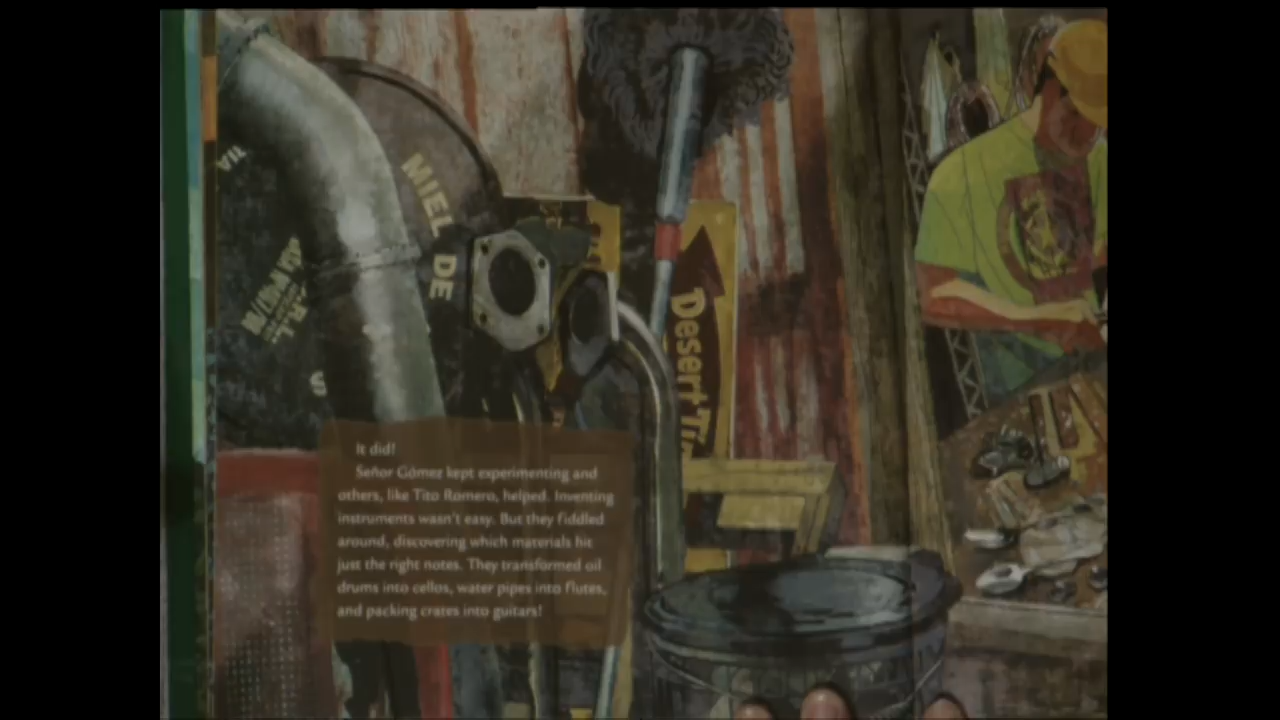 MIEL DE
Desert
It did!
Señor Gómez kept experimenting and
others, like Tito Romero, helped. Inventing
instruments wasn't easy. But they fiddled
around, discovering which materials hit
just the right notes. They transformed oil
drums into cellos, water pipes into flutes,
and packing crates into guitars!